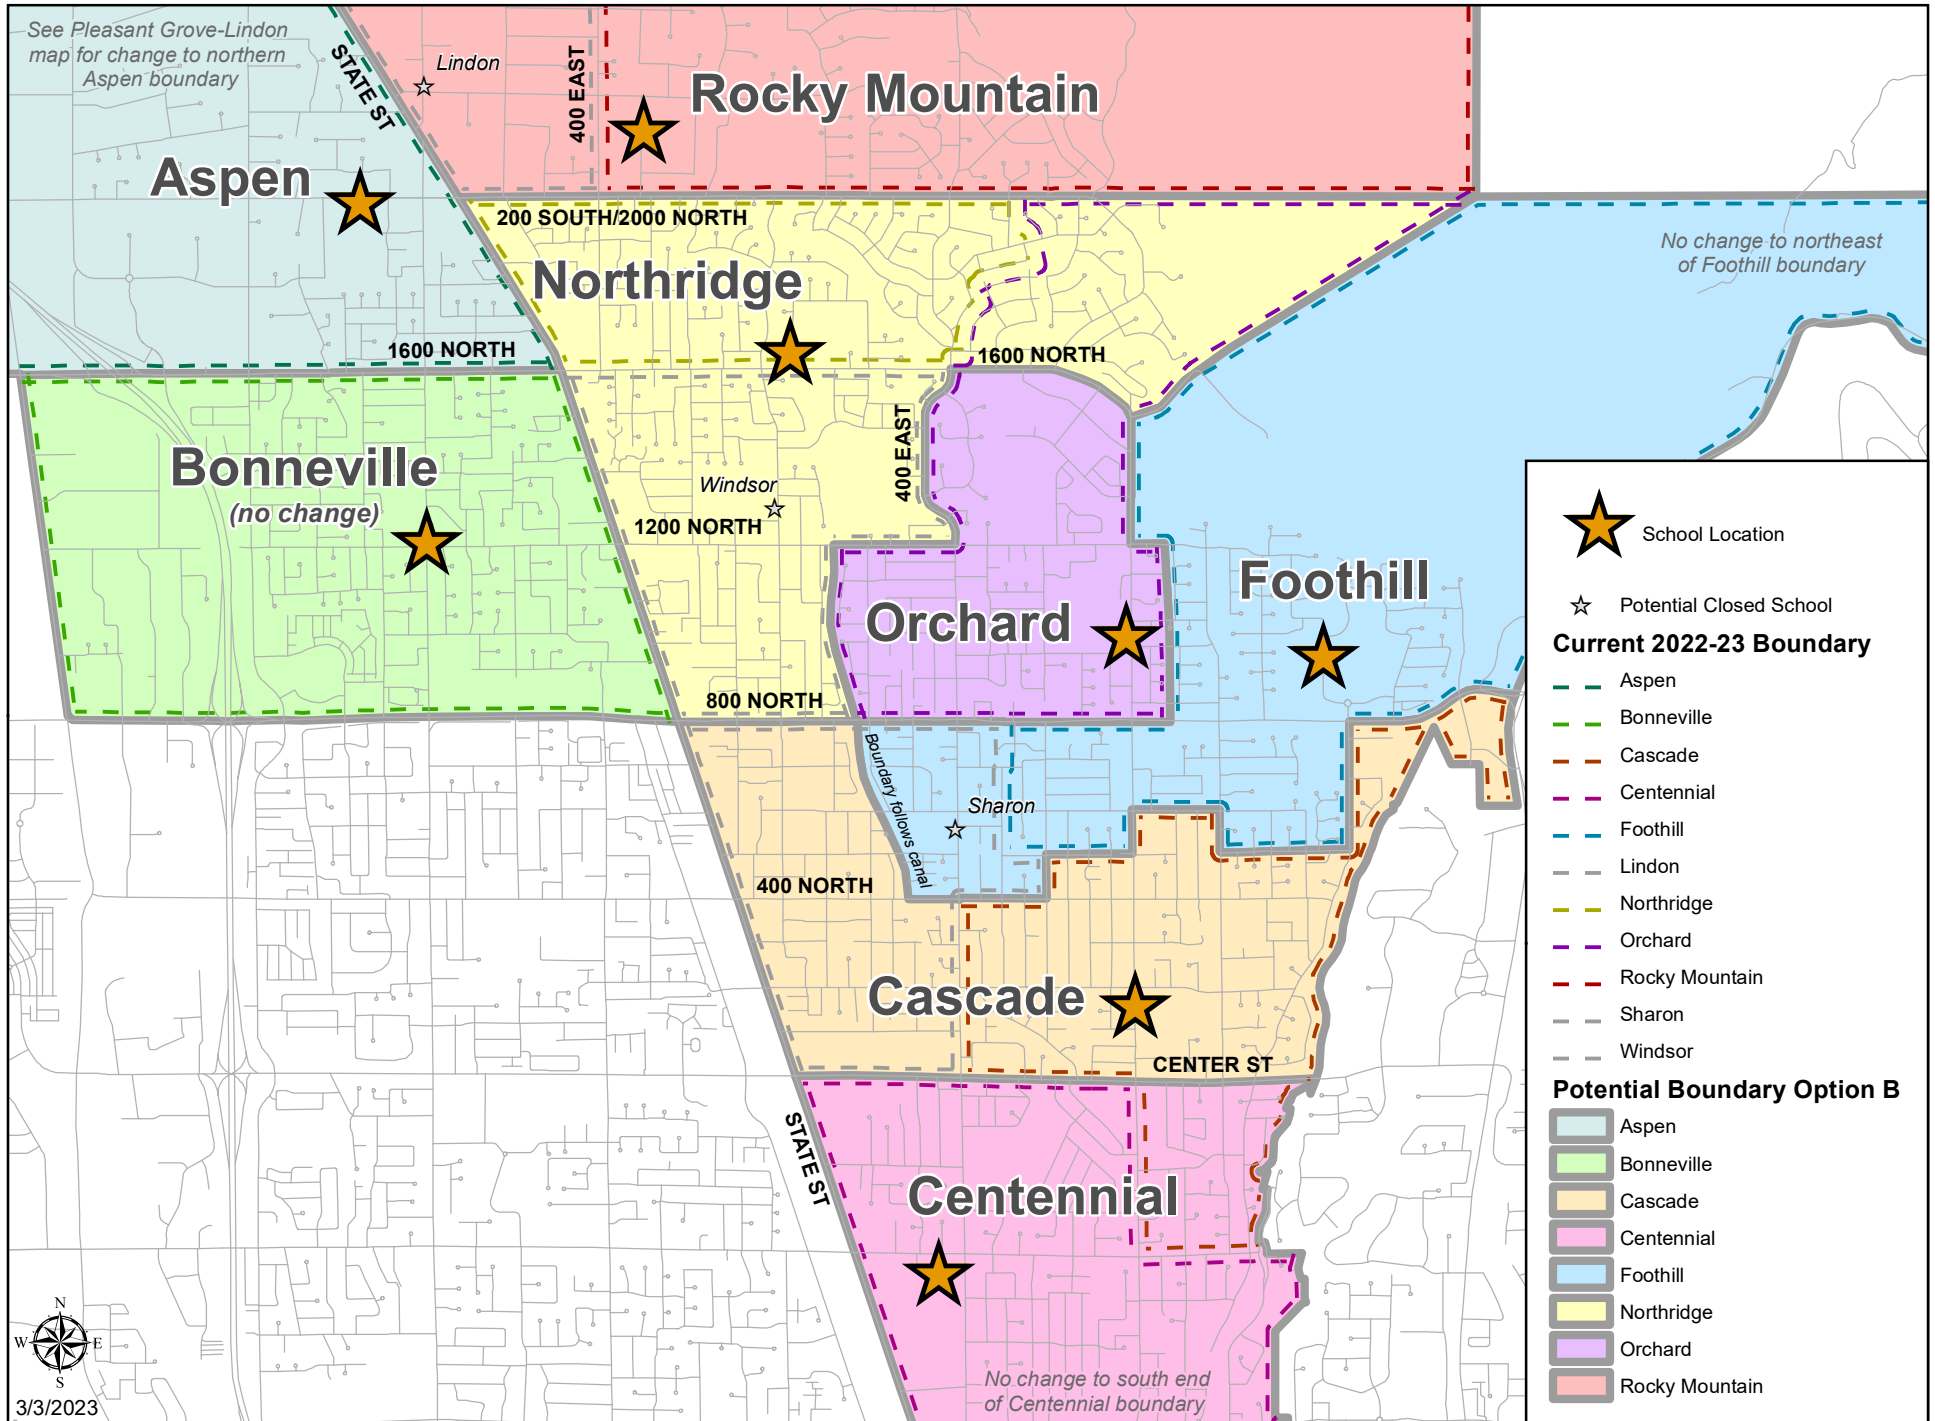 See Pleasant Grove-Lindon
map for change to northern
Aspen boundary
STATE ST
Lindon
400 EAST
Rocky Mountain
Aspen
200 SOUTH/2000 NORTH
No change to northeast
of Foothill boundary
Northridge
1600 NORTH
1600 NORTH
400 EAST
Bonneville
(no change)
Windsor
1200 NORTH
Foothill
Orchard
800 NORTH
Boundary follows canal
Sharon
400 NORTH
Cascade
CENTER ST
STATE ST
Centennial
No change to south end
of Centennial boundary
N
W
E
S
3/3/2023
School Location
Potential Closed School
Current 2022-23 Boundary
Aspen
Bonneville
Cascade
Centennial
Foothill
Lindon
Northridge
Orchard
Rocky Mountain
Sharon
Windsor
Potential Boundary Option B
Aspen
Bonneville
Cascade
Centennial
Foothill
Northridge
Orchard
Rocky Mountain